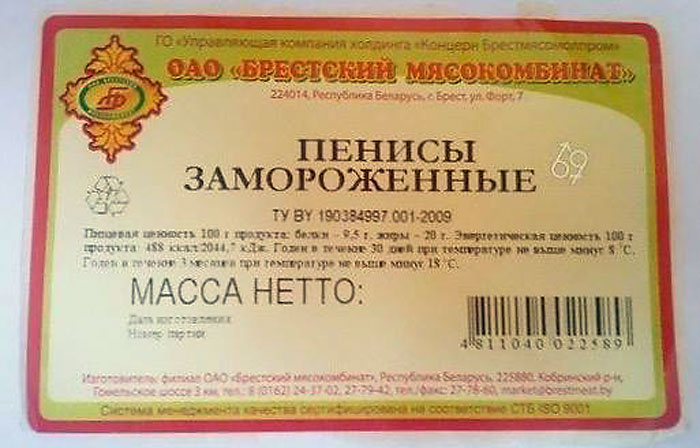 ГО «Управляющая компания холдинга «Концерн Брестмясомолпром»
ОАО «БРЕСТСКИЙ МЯСОКОМБИНАТ»
224014, Республика Беларусь, г. Брест, ул. Форт, 7
ПЕНИСЫ
ЗАМОРОЖЕННЫЕ
69
ТУ BY 190384997.001-2009
Пищевая ценность 100 г продукта: белки – 9,5 г, жиры – 20 г. Энергетическая ценность 100 г
продукта: 488 ккал/2044,7 кДж. Годен в течение 30 дней при температуре не выше минус 8 °С.
Годен в течение 3 месяцев при температуре не выше минус 18 °С.
МАССА НЕТТО:
Дата изготовления
Номер партии
4 811040 022589
Изготовитель: филиал ОАО «Брестский мясокомбинат», Республика Беларусь, 225880, Кобринский р-н,
Гомельское шоссе 3 км, тел.: 8 (0162) 24-37-02, 27-79-42, тел./факс: 27-78-60, market@brestmeat.by
Система менеджмента качества сертифицирована на соответствие СТБ ISO 9001